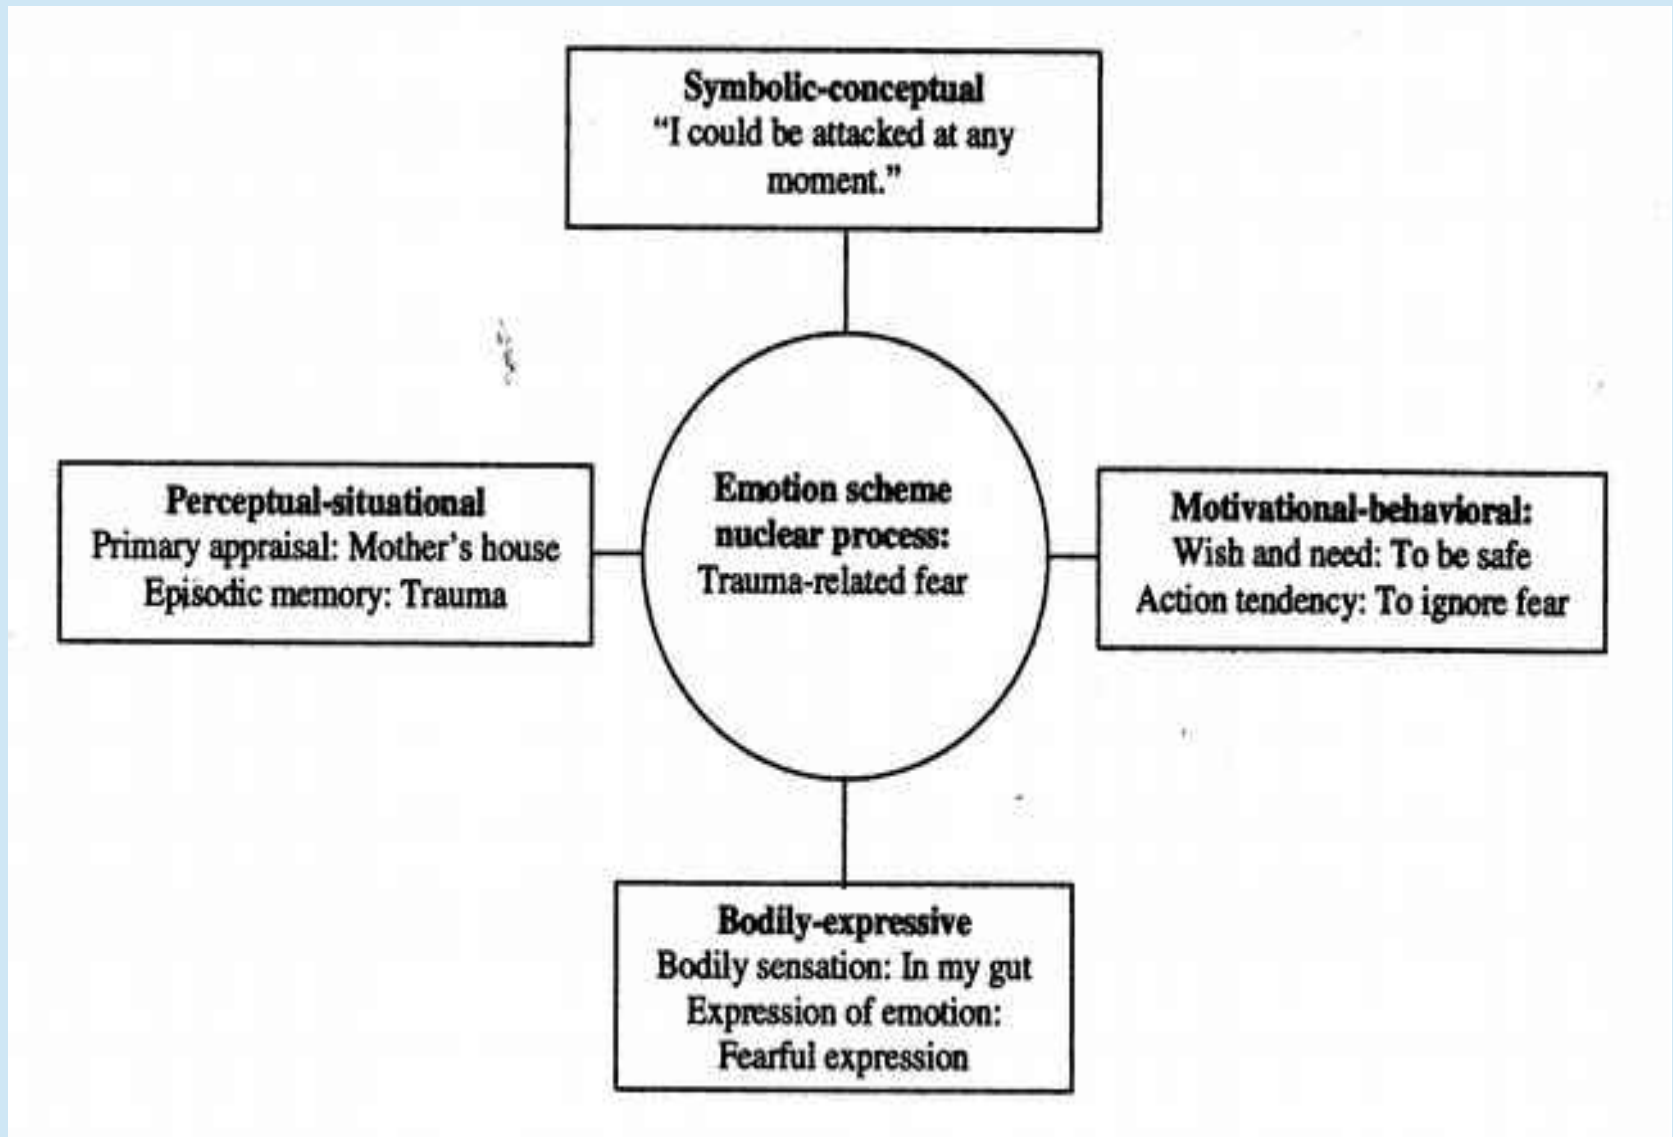 Symbolic-conceptual
“I could be attacked at any
moment.”
Perceptual-situational
Primary appraisal: Mother’s house
Episodic memory: Trauma
Emotion scheme
nuclear process:
Trauma-related fear
Motivational-behavioral:
Wish and need: To be safe
Action tendency: To ignore fear
Bodily-expressive
Bodily sensation: In my gut
Expression of emotion:
Fearful expression